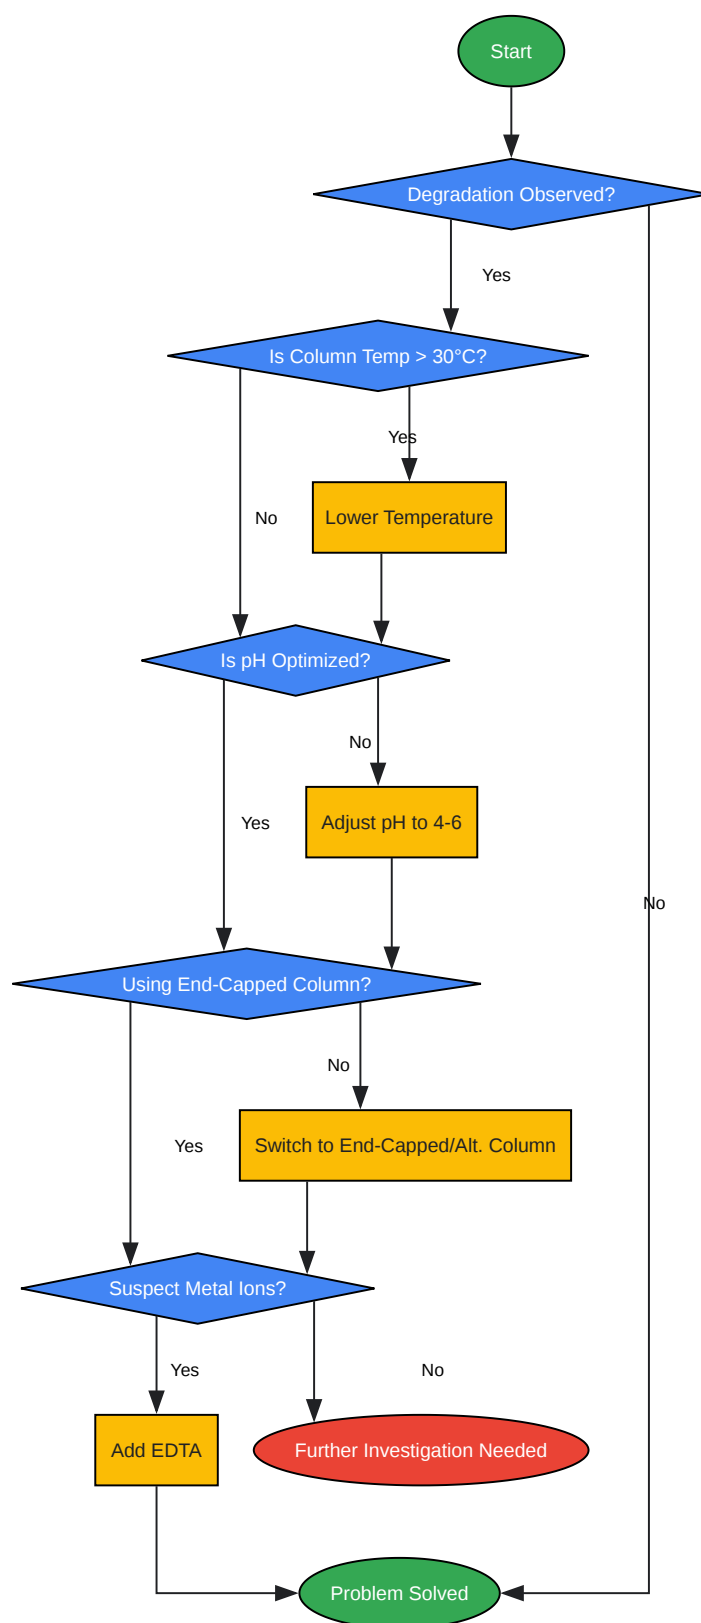 Start
Degradation Observed?
Yes
Is Column Temp > 30°C?
Yes
No
Lower Temperature
Is pH Optimized?
No
Yes
Adjust pH to 4-6
No
Using End-Capped Column?
No
Yes
Switch to End-Capped/Alt. Column
Suspect Metal Ions?
Yes
No
Add EDTA
Further Investigation Needed
Problem Solved